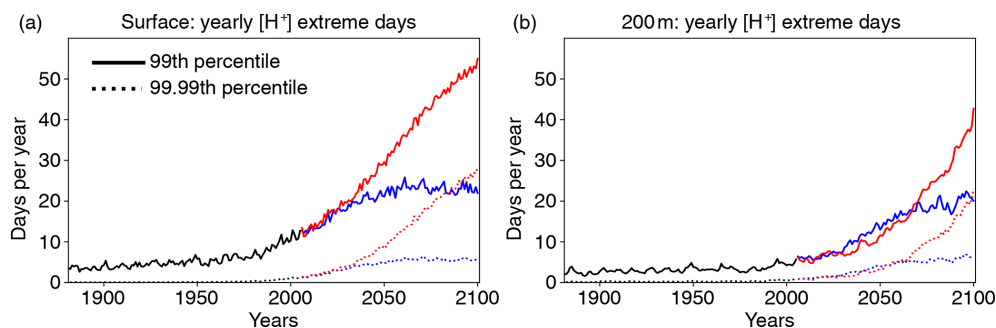 (a) Surface: yearly [H+] extreme days
99th percentile
99.99th percentile
Days per year
50
40
30
20
10
0
1900 1950 2000 2050 2100
Years
(b) 200 m: yearly [H+] extreme days
Days per year
50
40
30
20
10
0
1900 1950 2000 2050 2100
Years